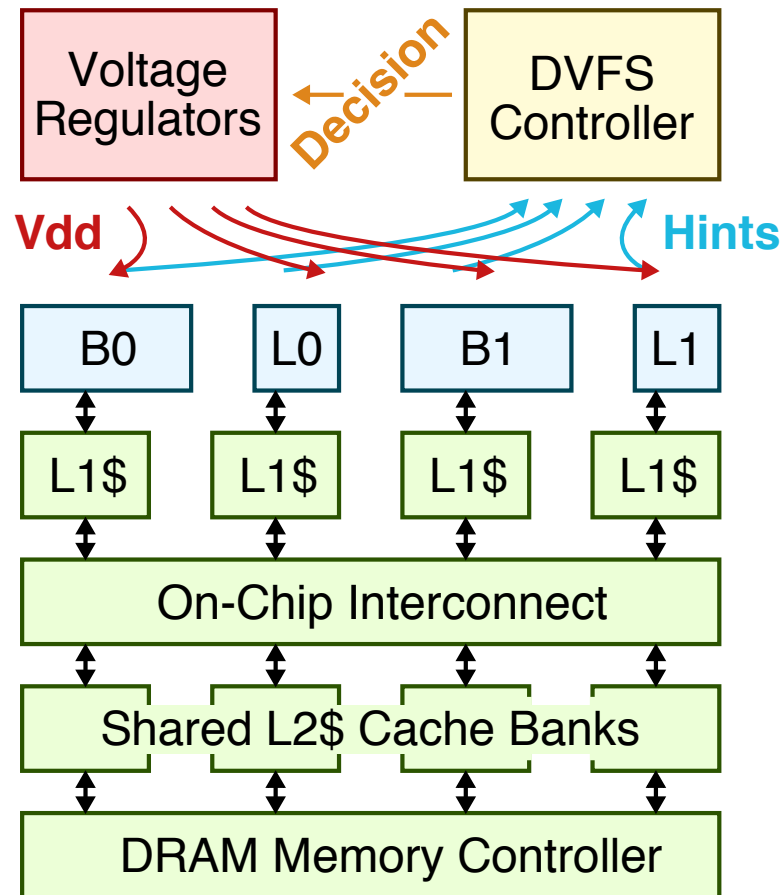 Voltage
Regulators
Decision
DVFS
Controller
Vdd
Hints
B0
L0
B1
L1
L1$
L1$
L1$
L1$
On-Chip Interconnect
Shared L2$ Cache Banks
DRAM Memory Controller